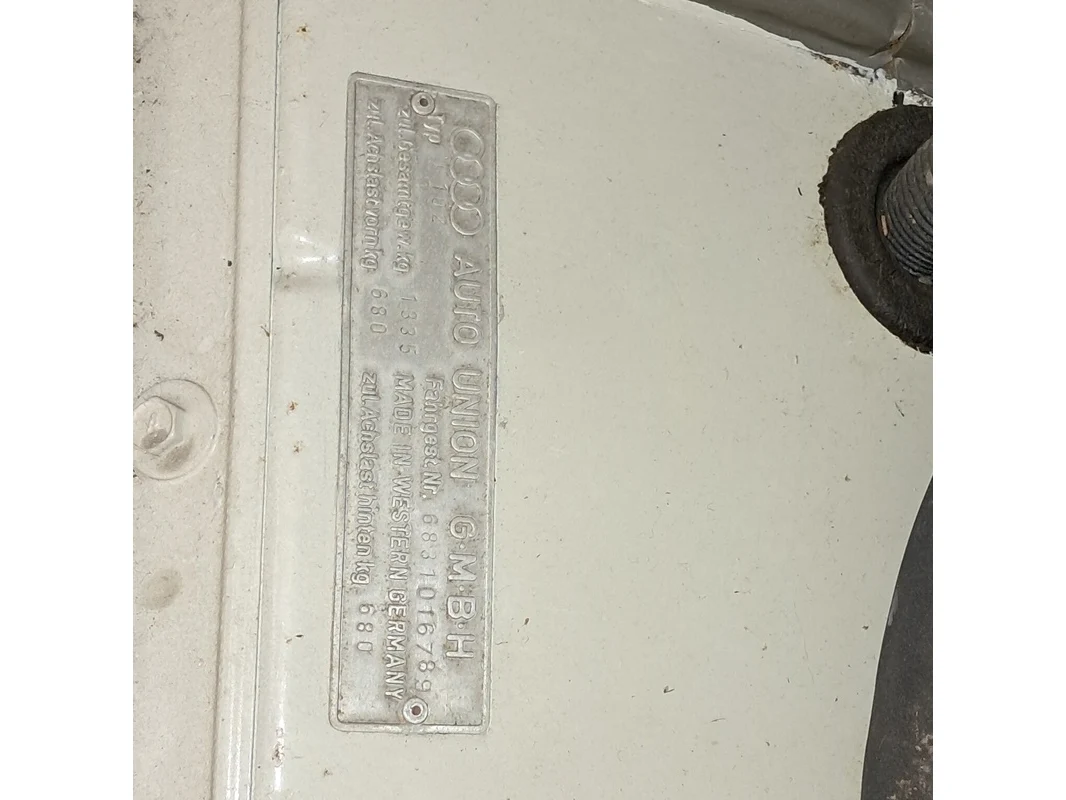 AUTO UNION G·M·B·H
Typ 102 Fahrgest.Nr. 6831016789
zul.Gesamtgew.kg 1335 MADE IN WESTERN GERMANY
zul.Achslast vorn kg 680 zul.Achslast hinten kg 680